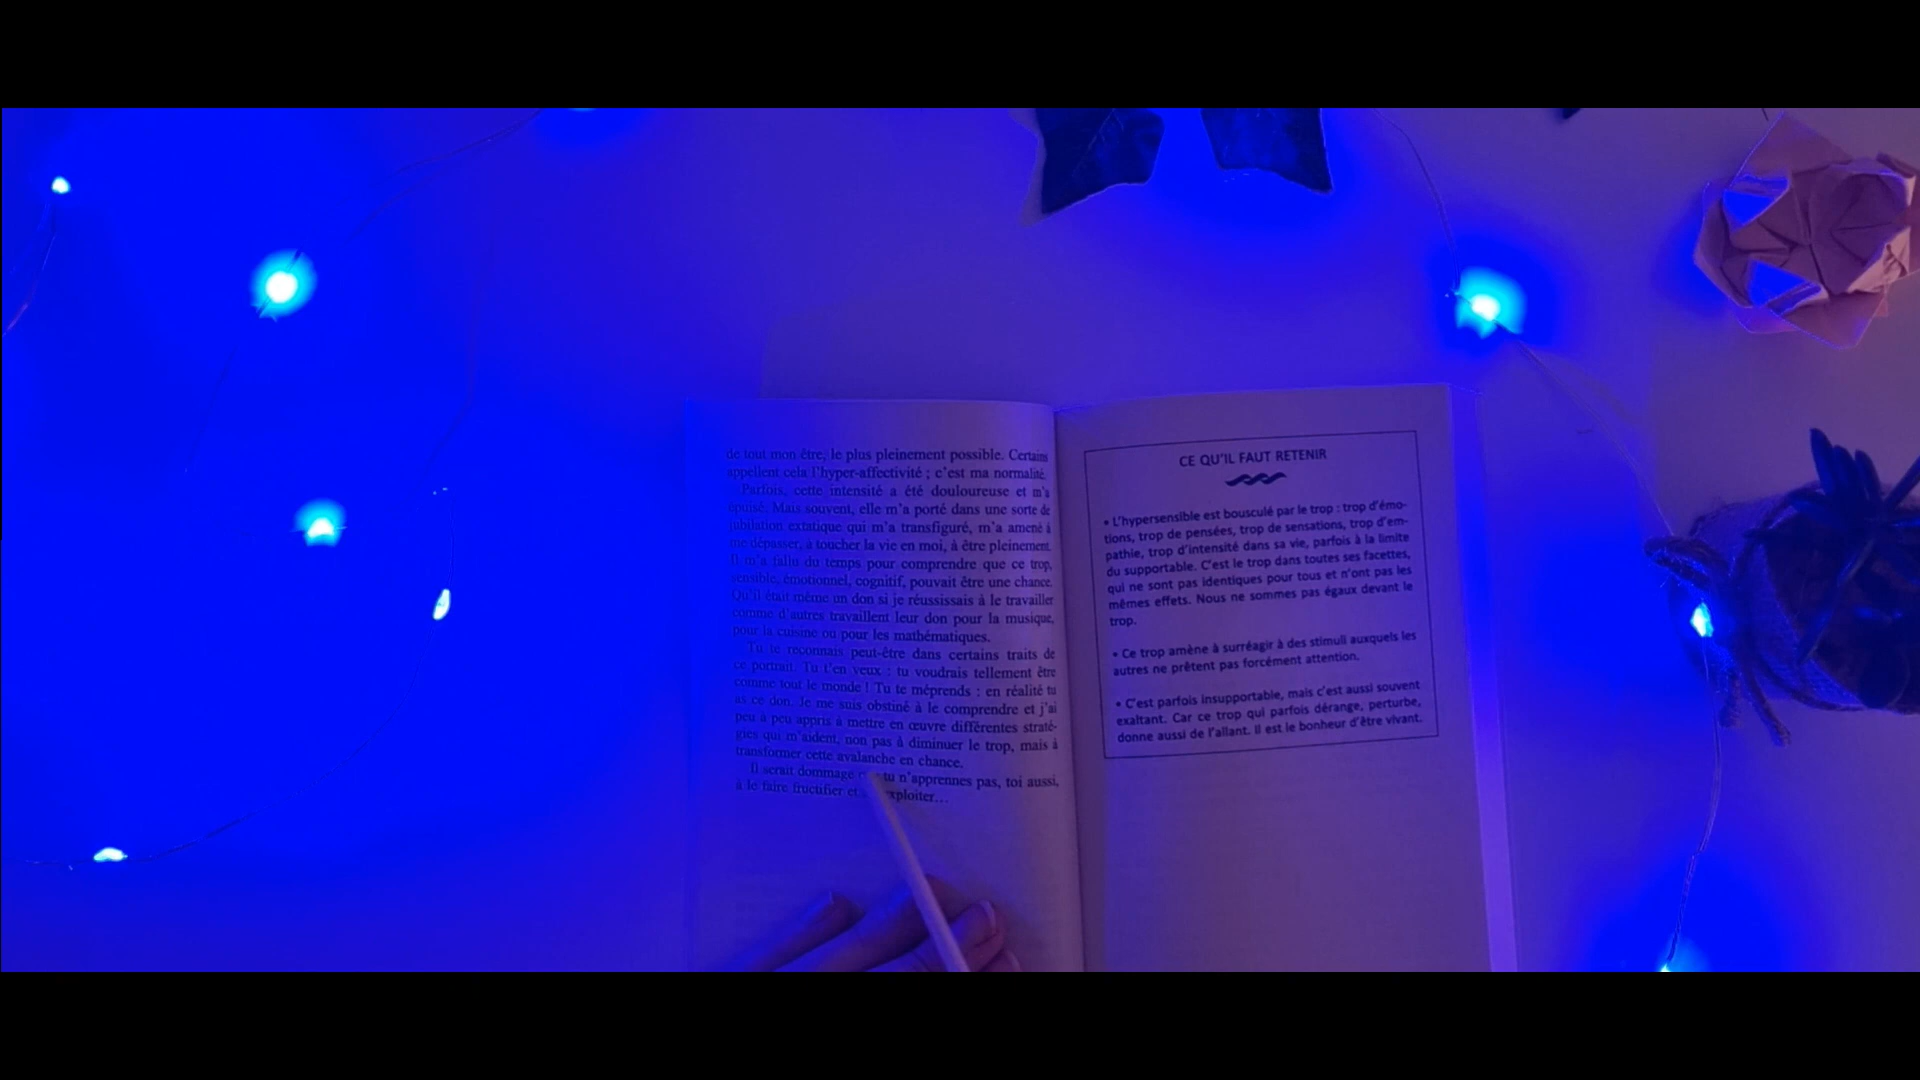 de tout mon être, le plus pleinement possible. Certains
appellent cela l'hyper-affectivité ; c'est ma normalité.
Parfois, cette intensité a été douloureuse et m'a
épuisé. Mais souvent, elle m'a porté dans une sorte de
jubilation extatique qui m'a transfiguré, m'a amené à
me dépasser, à toucher la vie en moi, à être pleinement.
Il m'a fallu du temps pour comprendre que ce trop,
sensible, émotionnel, cognitif, pouvait être une chance.
Qu'il était même un don si je réussissais à le travailler
comme d'autres travaillent leur don pour la musique,
pour la cuisine ou pour les mathématiques.
Tu te reconnais peut-être dans certains traits de
ce portrait. Tu t'en veux : tu voudrais tellement être
comme tout le monde ! Tu te méprends : en réalité tu
as ce don. Je me suis obstiné à le comprendre et j'ai
peu à peu appris à mettre en œuvre différentes straté-
gies qui m'aident, non pas à diminuer le trop, mais à
transformer cette avalanche en chance.
Il serait dommage tu n'apprennes pas, toi aussi,
à le faire fructifier et xploiter...
CE QU'IL FAUT RETENIR
• L'hypersensible est bousculé par le trop : trop d'émo-
tions, trop de pensées, trop de sensations, trop d'em-
pathie, trop d'intensité dans sa vie, parfois à la limite
du supportable. C'est le trop dans toutes ses facettes,
qui ne sont pas identiques pour tous et n'ont pas les
mêmes effets. Nous ne sommes pas égaux devant le
trop.
• Ce trop amène à surréagir à des stimuli auxquels les
autres ne prêtent pas forcément attention.
• C'est parfois insupportable, mais c'est aussi souvent
exaltant. Car ce trop qui parfois dérange, perturbe,
donne aussi de l'allant. Il est le bonheur d'être vivant.